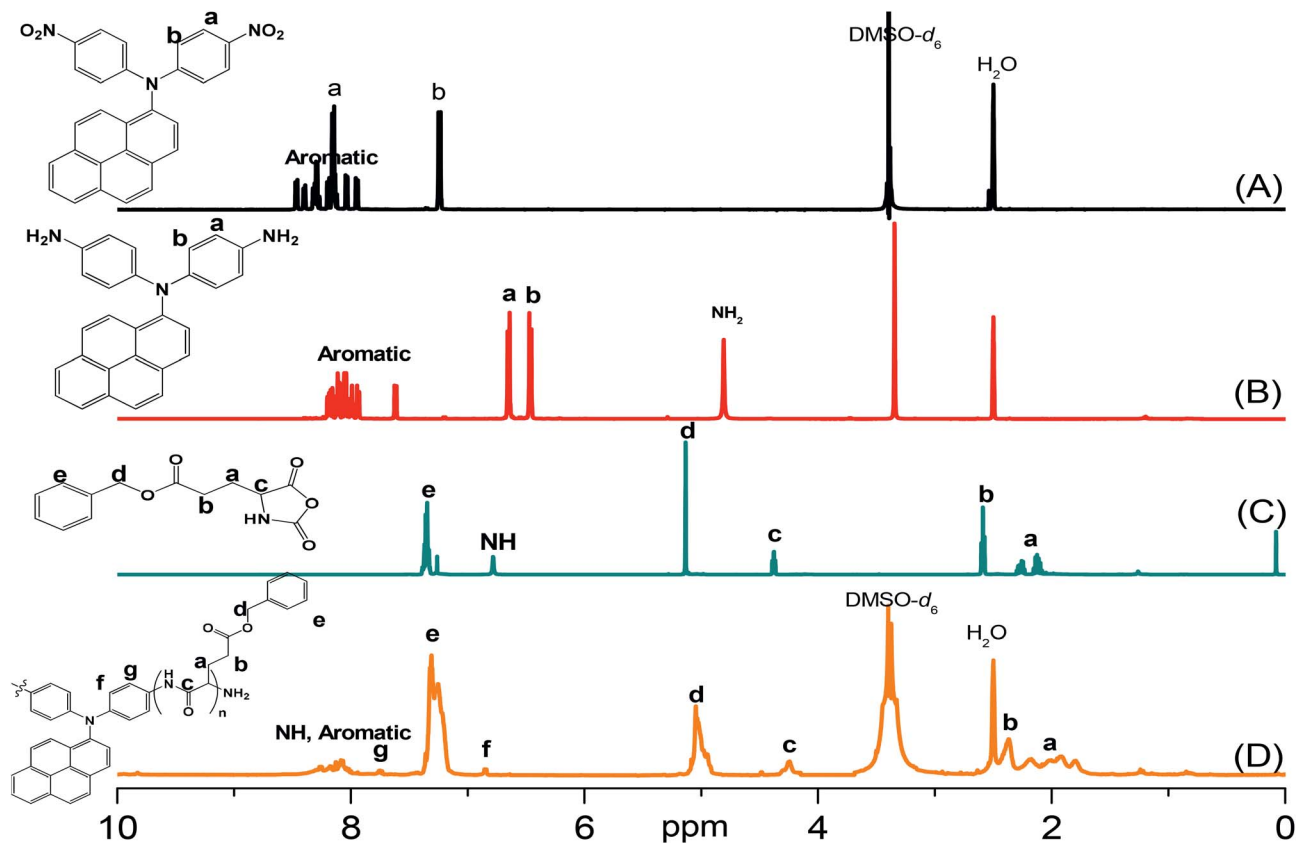 O₂N a NO₂
b
N
a b
Aromatic
DMSO-d₆
H₂O
(A)
H₂N a NH₂
b
N
Aromatic
a b
NH₂
(B)
e d O a O
O b c O
HN O
e
NH
d
c
b
a
(C)
d O e
O
a b
f g H c NH₂
N O n
N
NH, Aromatic
g
e
f
d
c
DMSO-d₆
H₂O
b
a
(D)
10 8 6 ppm 4 2 0